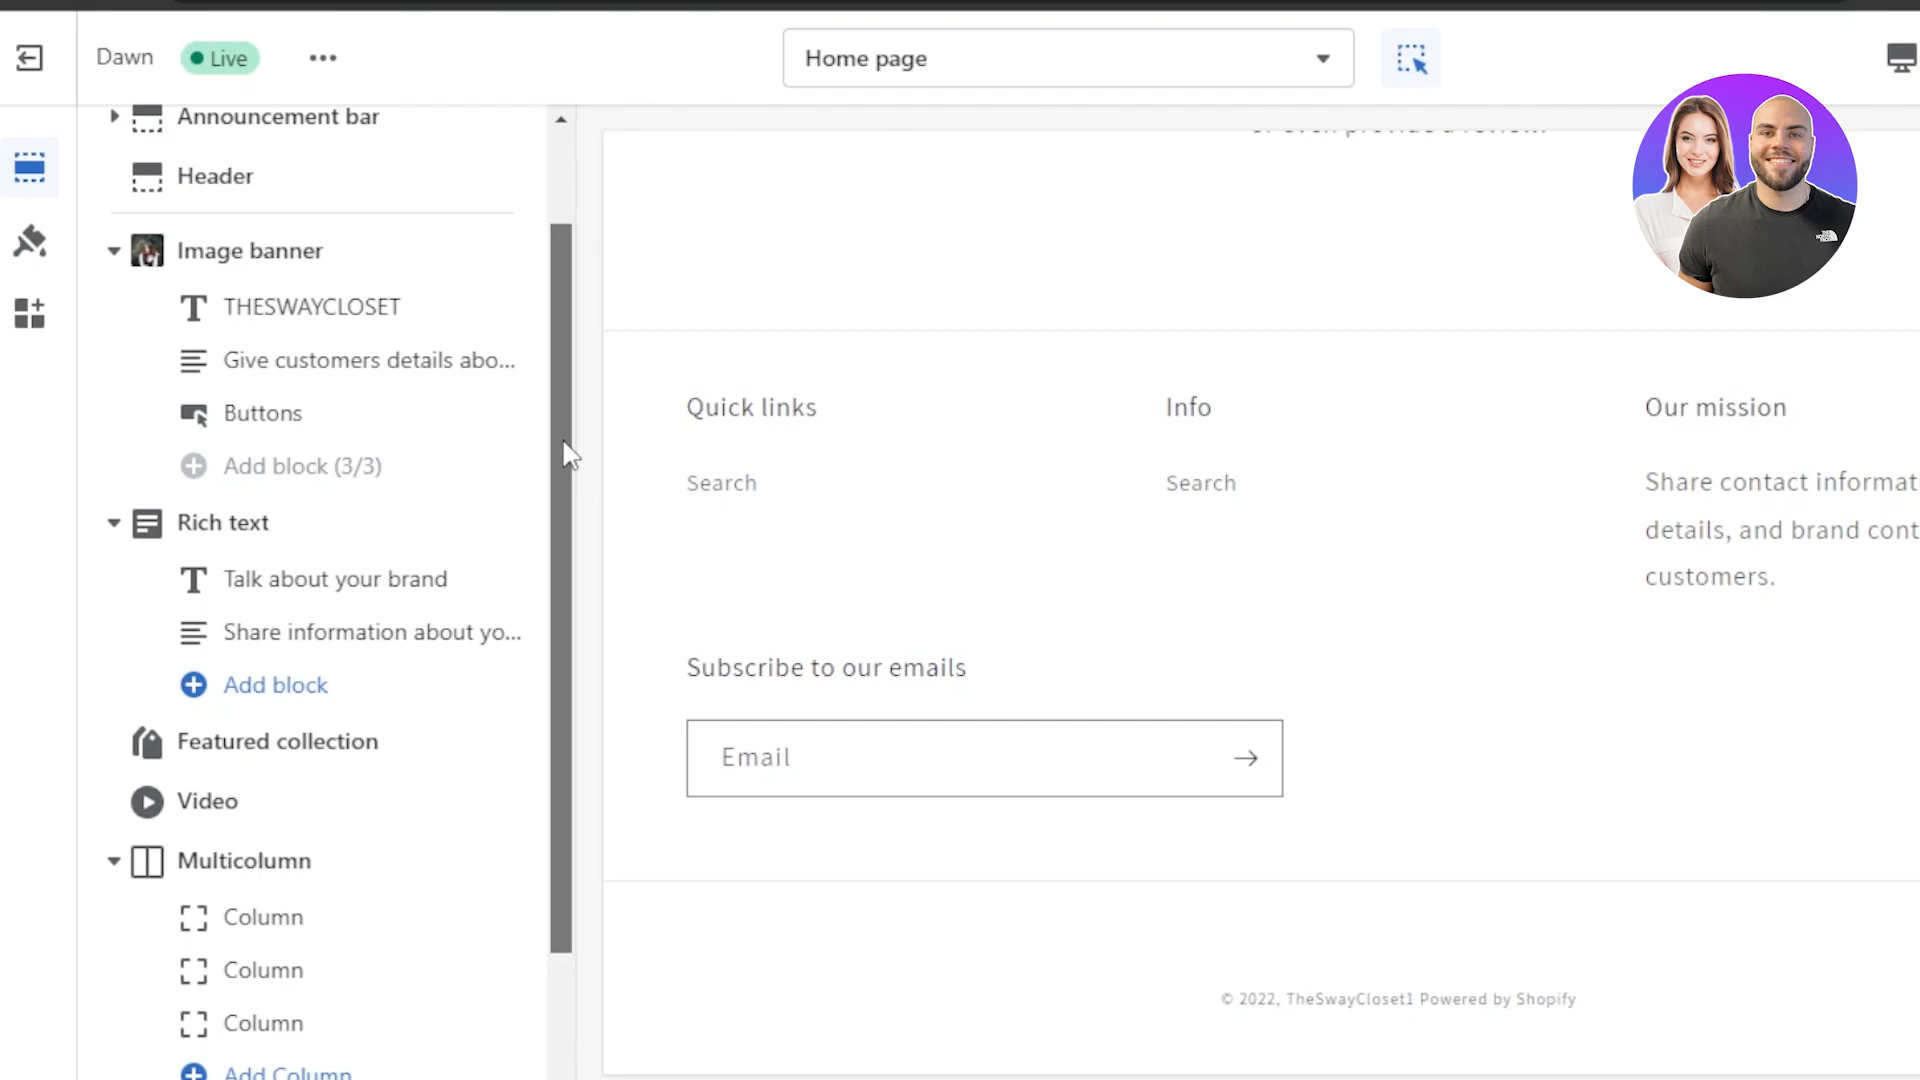 Dawn
Live
Home page
Announcement bar
Header
Image banner
THESWAYCLOSET
Give customers details abo...
Buttons
Add block (3/3)
Rich text
Talk about your brand
Share information about yo...
Add block
Featured collection
Video
Multicolumn
Column
Column
Column
Add Column
Quick links
Search
Info
Search
Our mission
Share contact informat
details, and brand cont
customers.
Subscribe to our emails
Email
© 2022, TheSwayCloset1 Powered by Shopify